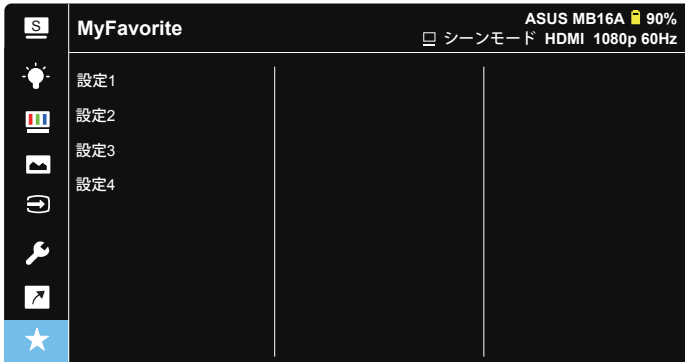 S
MyFavorite
ASUS MB16A 90%
シーンモード HDMI 1080p 60Hz
設定1
設定2
設定3
設定4